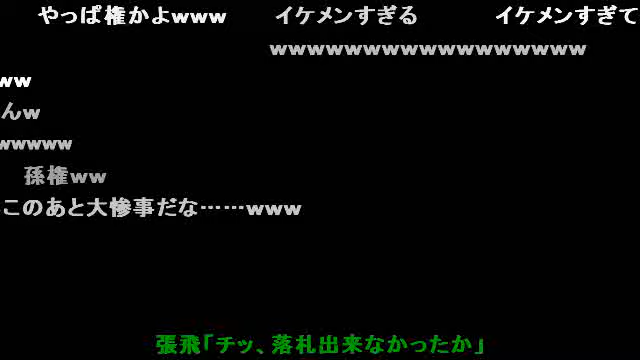 やっぱ権かよwww イケメンすぎる イケメンすぎて
wwwwwwwwwwwwwwwww
ww
んw
wwwww
孫権ww
このあと大惨事だな……www
張飛「チッ、落札出来なかったか」